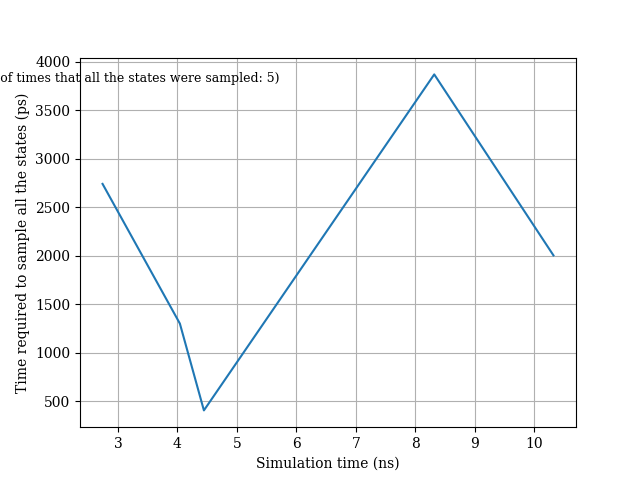 4000
of times that all the states were sampled: 5)
3500
3000
2500
2000
1500
1000
500
Time required to sample all the states (ps)
3 4 5 6 7 8 9 10
Simulation time (ns)